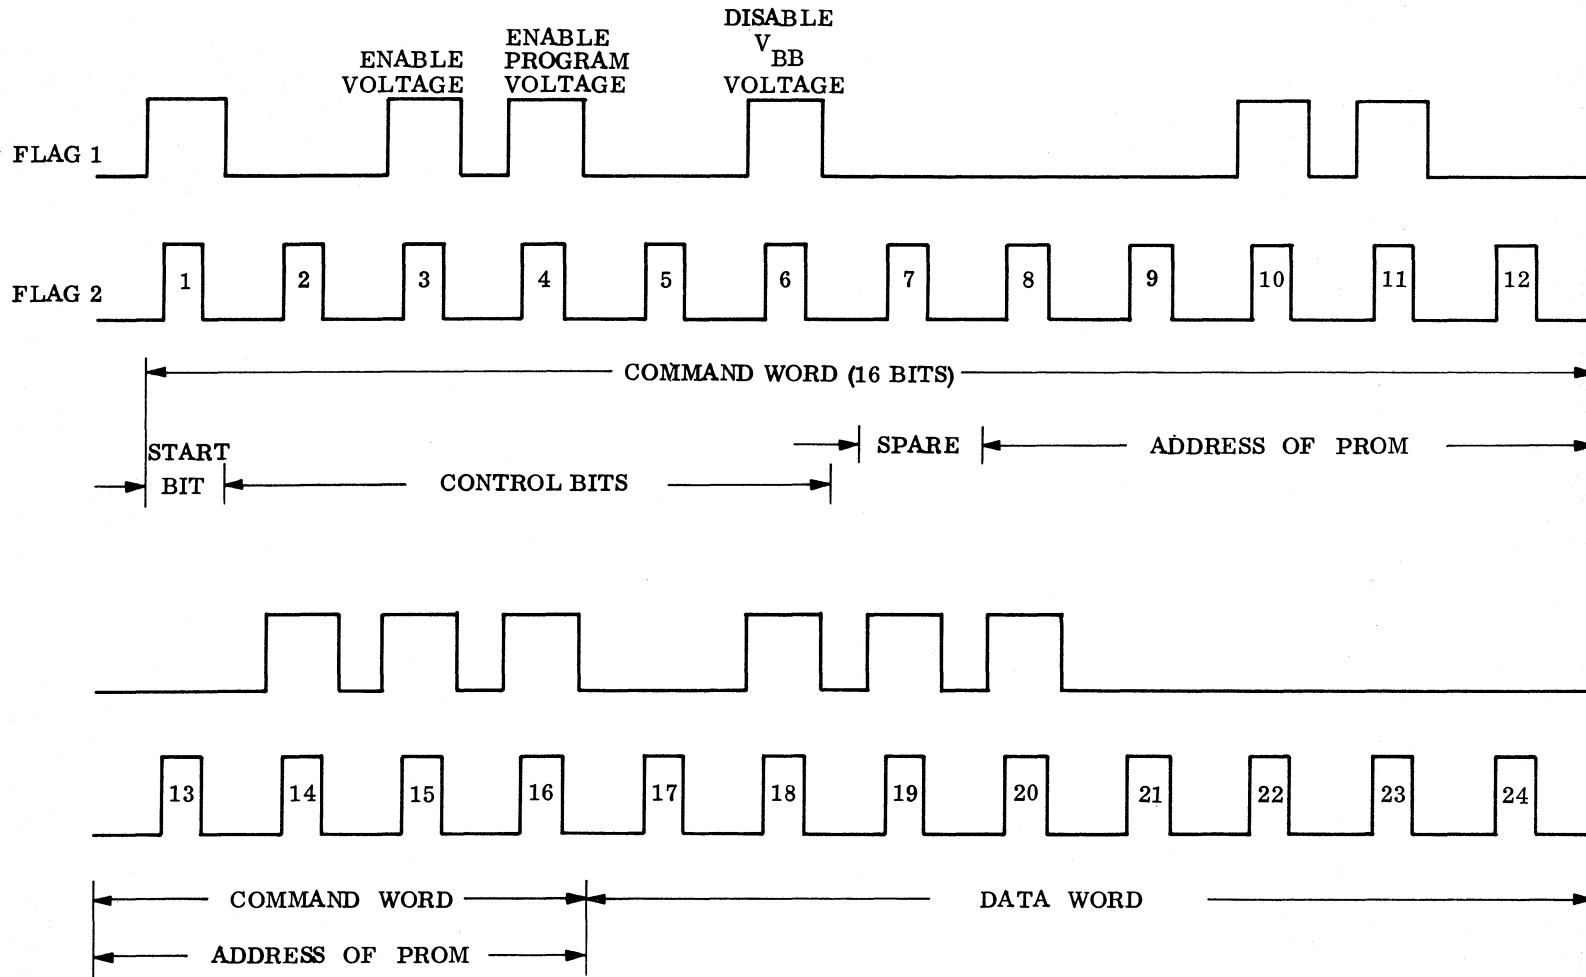 ENABLE
VOLTAGE
ENABLE
PROGRAM
VOLTAGE
DISABLE
V
BB
VOLTAGE
FLAG 1
FLAG 2
1 2 3 4 5 6 7 8 9 10 11 12
COMMAND WORD (16 BITS)
START
BIT
CONTROL BITS
SPARE
ADDRESS OF PROM
13 14 15 16 17 18 19 20 21 22 23 24
COMMAND WORD
DATA WORD
ADDRESS OF PROM